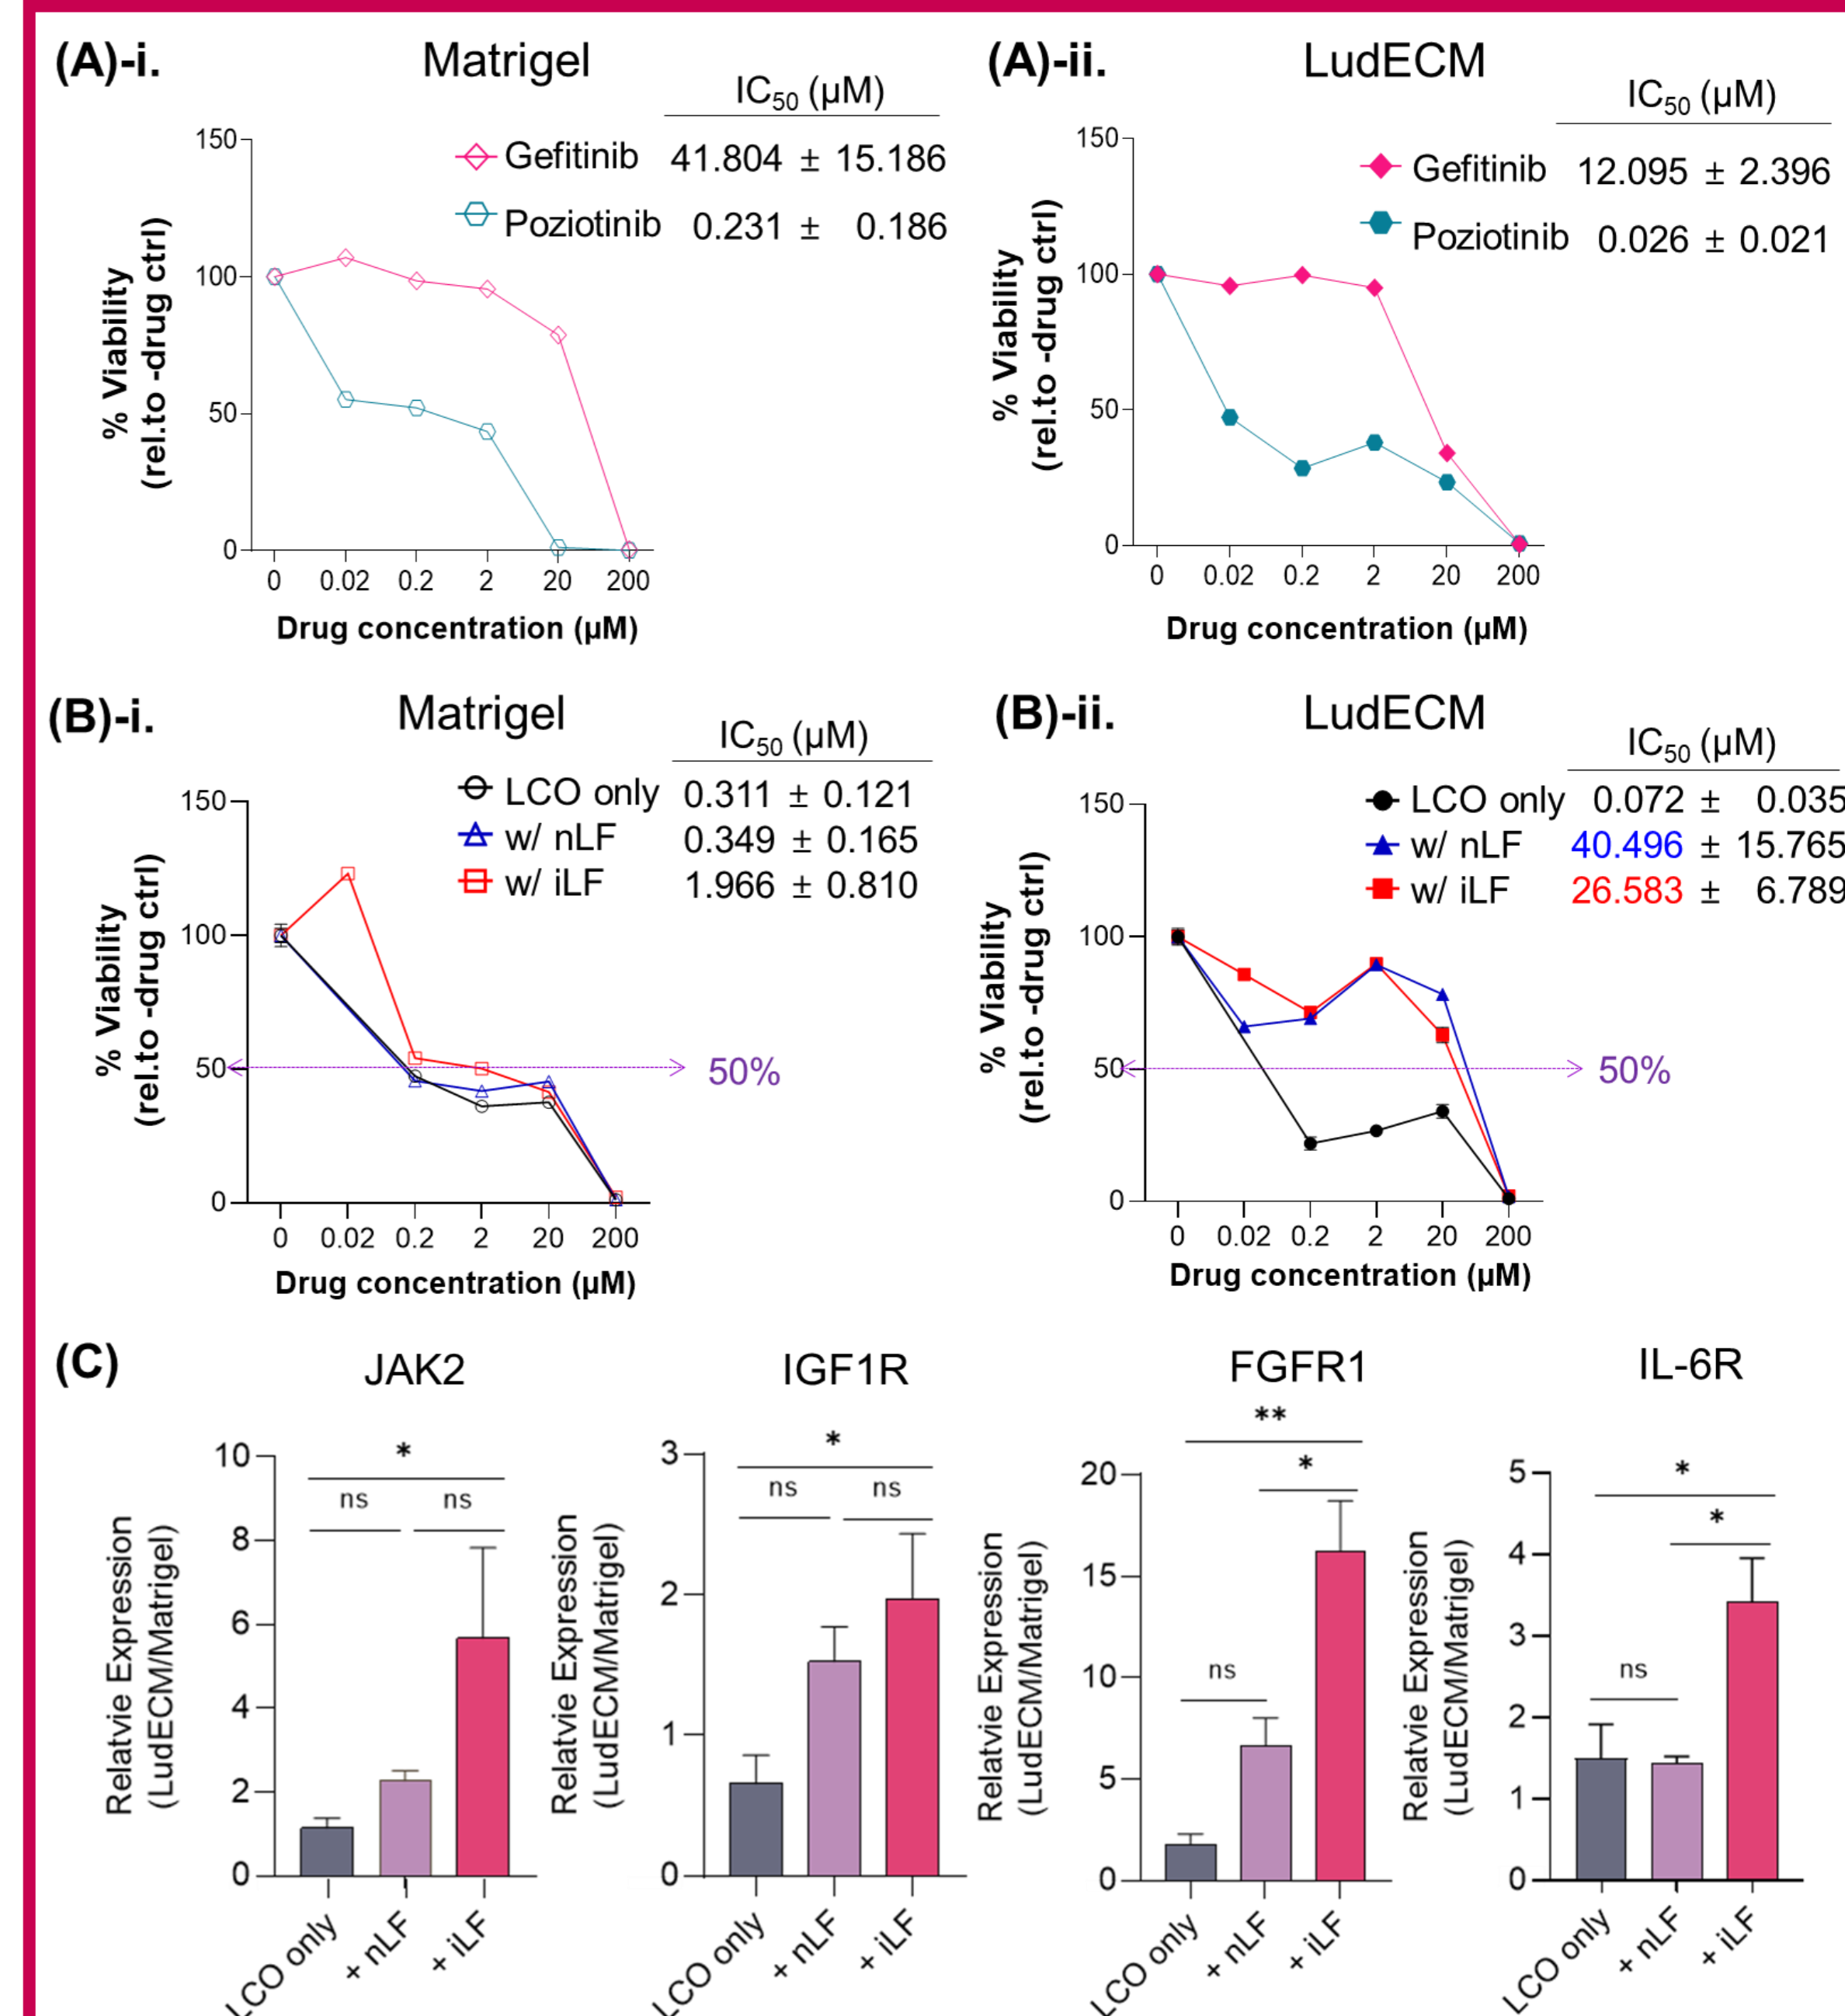 (A)-i.
Matrigel
IC50 (µM)
Gefitinib 41.804 ± 15.186
Poziotinib 0.231 ± 0.186
% Viability
(rel.to -drug ctrl)
150
100
50
0
0 0.02 0.2 2 20 200
Drug concentration (µM)
(A)-ii.
LudECM
IC50 (µM)
Gefitinib 12.095 ± 2.396
Poziotinib 0.026 ± 0.021
% Viability
(rel.to -drug ctrl)
150
100
50
0
0 0.02 0.2 2 20 200
Drug concentration (µM)
(B)-i.
Matrigel
IC50 (µM)
LCO only 0.311 ± 0.121
w/ nLF 0.349 ± 0.165
w/ iLF 1.966 ± 0.810
% Viability
(rel.to -drug ctrl)
150
100
50
0
50%
0 0.02 0.2 2 20 200
Drug concentration (µM)
(B)-ii.
LudECM
IC50 (µM)
LCO only 0.072 ± 0.035
w/ nLF 40.496 ± 15.765
w/ iLF 26.583 ± 6.789
% Viability
(rel.to -drug ctrl)
150
100
50
0
50%
0 0.02 0.2 2 20 200
Drug concentration (µM)
(C)
JAK2
Relatvie Expression
(LudECM/Matrigel)
10
8
6
4
2
0
*
ns ns
LCO only
+ nLF
+ iLF
IGF1R
Relatvie Expression
(LudECM/Matrigel)
3
2
1
0
*
ns ns
LCO only
+ nLF
+ iLF
FGFR1
Relatvie Expression
(LudECM/Matrigel)
20
15
10
5
0
**
*
ns
LCO only
+ nLF
+ iLF
IL-6R
Relatvie Expression
(LudECM/Matrigel)
5
4
3
2
1
0
*
*
ns
LCO only
+ nLF
+ iLF